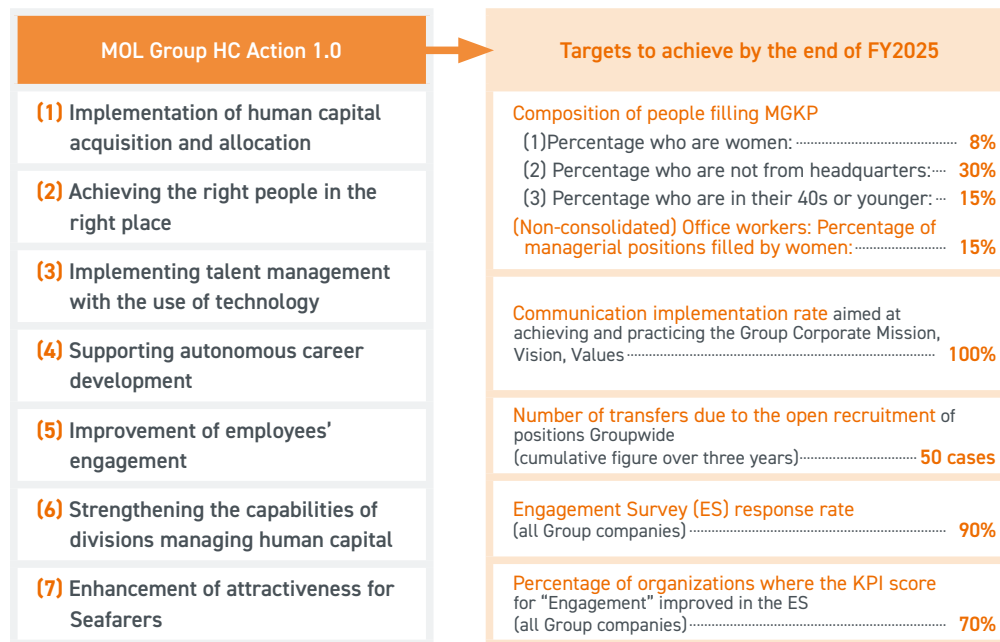 MOL Group HC Action 1.0
(1) Implementation of human capital
acquisition and allocation
(2) Achieving the right people in the
right place
(3) Implementing talent management
with the use of technology
(4) Supporting autonomous career
development
(5) Improvement of employees’
engagement
(6) Strengthening the capabilities of
divisions managing human capital
(7) Enhancement of attractiveness for
Seafarers
Targets to achieve by the end of FY2025
Composition of people filling MGKP
(1)Percentage who are women: 8%
(2) Percentage who are not from headquarters: 30%
(3) Percentage who are in their 40s or younger: 15%
(Non-consolidated) Office workers: Percentage of
managerial positions filled by women: 15%
Communication implementation rate aimed at
achieving and practicing the Group Corporate Mission,
Vision, Values 100%
Number of transfers due to the open recruitment of
positions Groupwide
(cumulative figure over three years) 50 cases
Engagement Survey (ES) response rate
(all Group companies) 90%
Percentage of organizations where the KPI score
for “Engagement” improved in the ES
(all Group companies) 70%